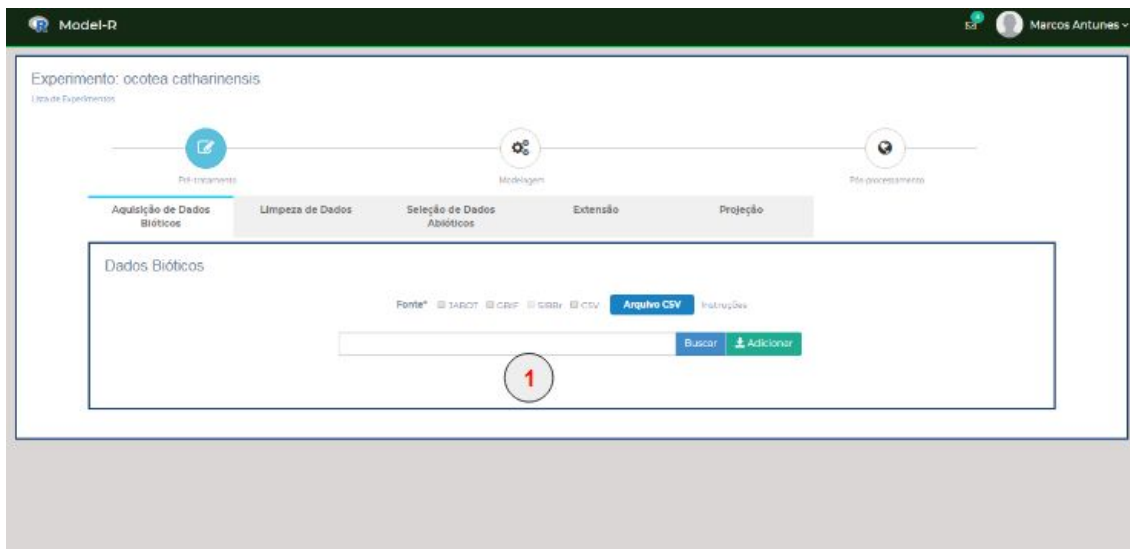 Model-R
Marcos Antunes
Experimento: ocotea catharinensis
Lista de Experimentos
Pré-tratamento
Modelagem
Pós-processamento
Aquisição de Dados
Bióticos
Limpeza de Dados
Seleção de Dados
Abióticos
Extensão
Projeção
Dados Bióticos
Fonte* JABOT GBIF SIBBr CSV Arquivo CSV Instruções
Buscar Adicionar
1